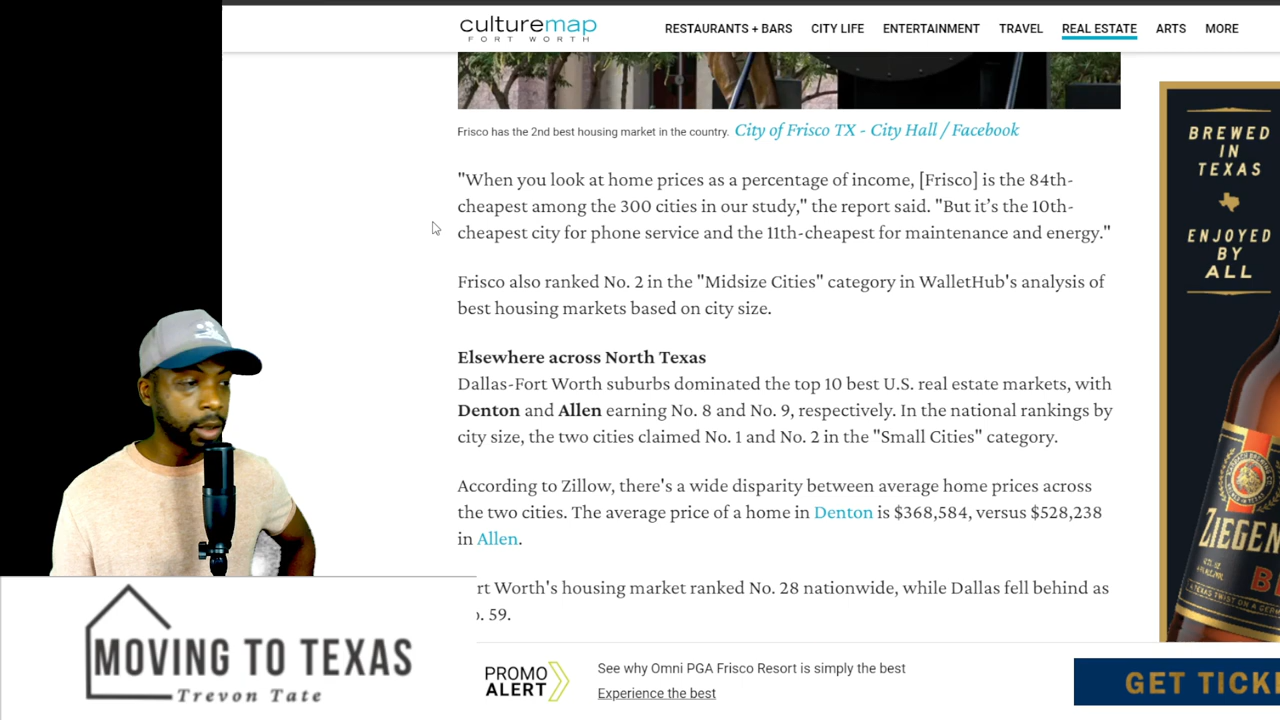 culturemap
FORT WORTH
RESTAURANTS + BARS CITY LIFE ENTERTAINMENT TRAVEL REAL ESTATE ARTS MORE
Frisco has the 2nd best housing market in the country. City of Frisco TX - City Hall / Facebook
"When you look at home prices as a percentage of income, [Frisco] is the 84th-
cheapest among the 300 cities in our study," the report said. "But it's the 10th-
cheapest city for phone service and the 11th-cheapest for maintenance and energy."
Frisco also ranked No. 2 in the "Midsize Cities" category in WalletHub's analysis of
best housing markets based on city size.
Elsewhere across North Texas
Dallas-Fort Worth suburbs dominated the top 10 best U.S. real estate markets, with
Denton and Allen earning No. 8 and No. 9, respectively. In the national rankings by
city size, the two cities claimed No. 1 and No. 2 in the "Small Cities" category.
According to Zillow, there's a wide disparity between average home prices across
the two cities. The average price of a home in Denton is $368,584, versus $528,238
in Allen.
rt Worth's housing market ranked No. 28 nationwide, while Dallas fell behind as
o. 59.
PROMO
ALERT
See why Omni PGA Frisco Resort is simply the best
Experience the best
GET TICK
BREWED
IN
TEXAS
ENJOYED
BY
ALL
ZIEGEN
B
MOVING TO TEXAS
Trevon Tate